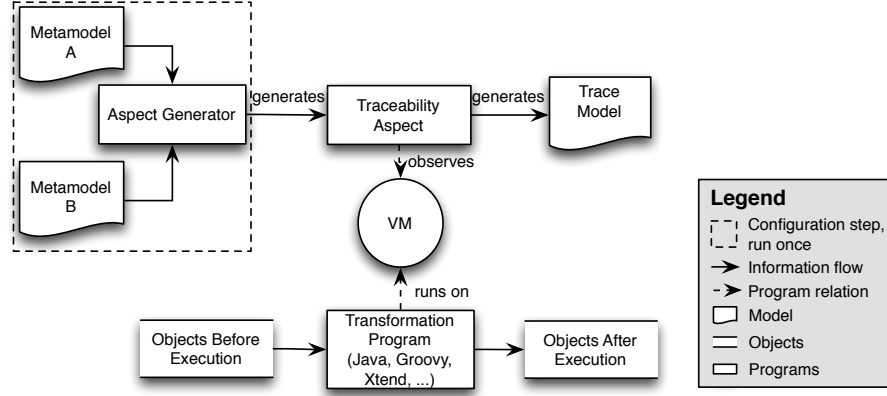 Metamodel
A
Aspect Generator
Metamodel
B
generates
Traceability
Aspect
generates
Trace
Model
observes
VM
runs on
Objects Before
Execution
Transformation
Program
(Java, Groovy,
Xtend, ...)
Objects After
Execution
Legend
Configuration step,
run once
Information flow
Program relation
Model
Objects
Programs